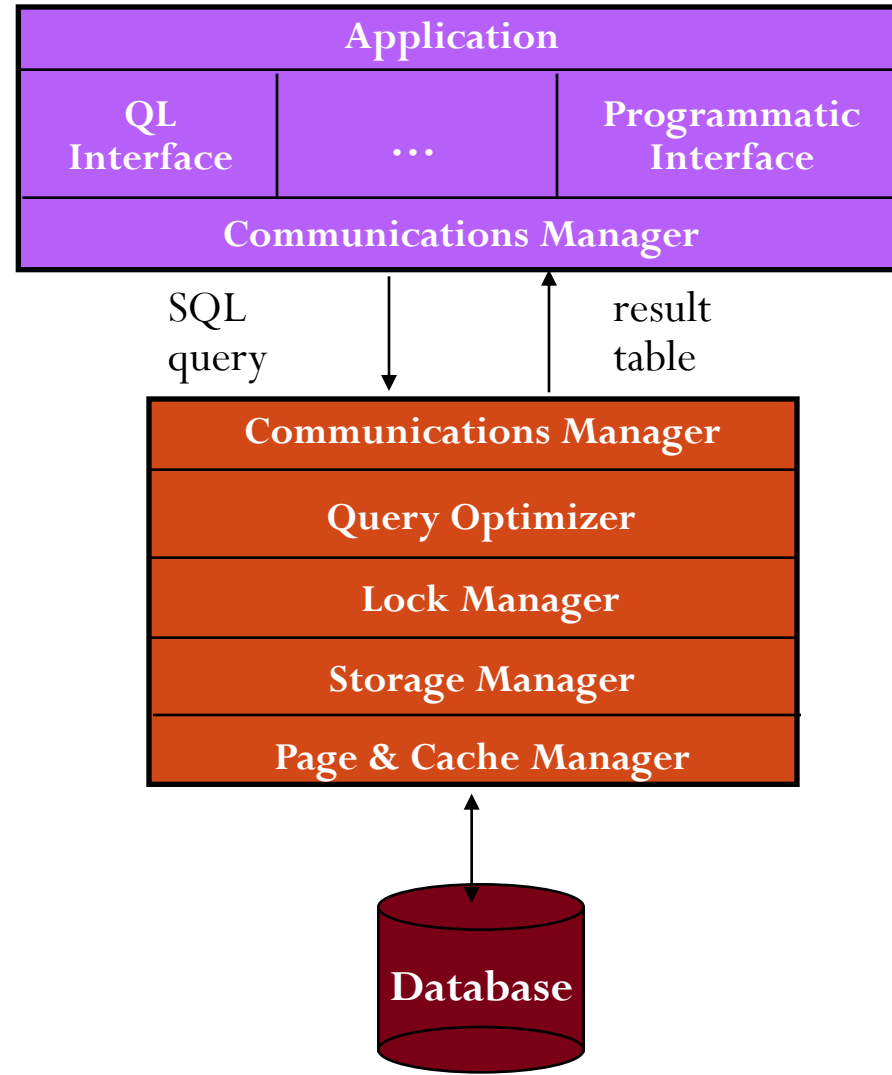 Application
QL
Interface
...
Programmatic
Interface
Communications Manager
SQL
query
result
table
Communications Manager
Query Optimizer
Lock Manager
Storage Manager
Page & Cache Manager
Database